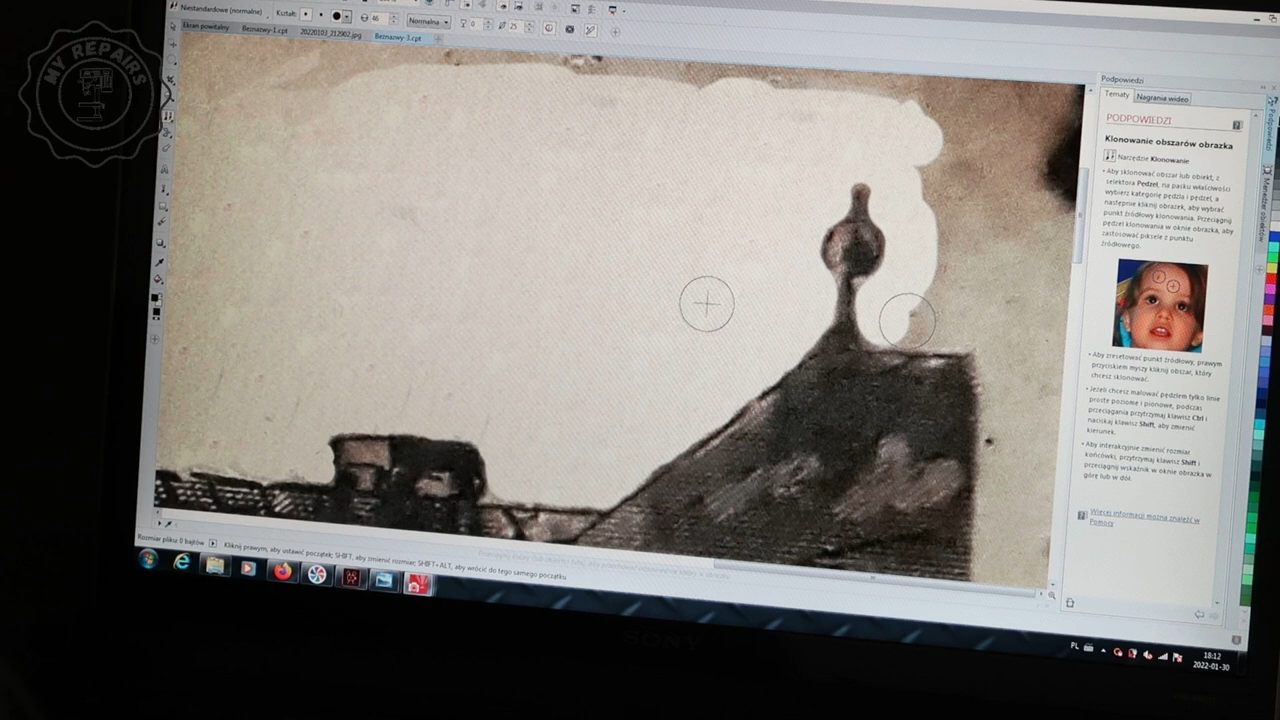 MY REPAIRS
Niestandardowe (normalne)
Kształt:
46
Normalna
0
25
Ekran powitalny
Beznazwy-1.cpt
20220103_212902.jpg
Beznazwy-3.cpt
Podpowiedzi
Tematy
Nagrania wideo
PODPOWIEDZI
Klonowanie obszarów obrazka
Narzędzie Klonowanie
• Aby sklonować obszar lub obiekt, z
selektora Pędzel, na pasku właściwości
wybierz kategorię pędzla i pędzel, a
następnie kliknij obrazek, aby wybrać
punkt źródłowy klonowania. Przeciągnij
pędzel klonowania w oknie obrazka, aby
zastosować piksele z punktu
źródłowego.
• Aby zresetować punkt źródłowy, prawym
przyciskiem myszy kliknij obszar, który
chcesz sklonować.
• Jeżeli chcesz malować pędzlem tylko linie
proste poziome i pionowe, podczas
przeciągania przytrzymaj klawisz Ctrl i
naciskaj klawisz Shift, aby zmienić
kierunek.
• Aby interakcyjnie zmienić rozmiar
końcówki, przytrzymaj klawisz Shift i
przeciągnij wskaźnik w oknie obrazka w
górę lub w dół.
Więcej informacji można znaleźć w
Pomocy
Podpowiedzi
Menedżer obiektów
Rozmiar pliku: 0 bajtów
Kliknij prawym, aby ustawić początek; SHIFT, aby zmienić rozmiar; SHIFT+ALT, aby wrócić do tego samego początku
PL
18:12
2022-01-30
SONY